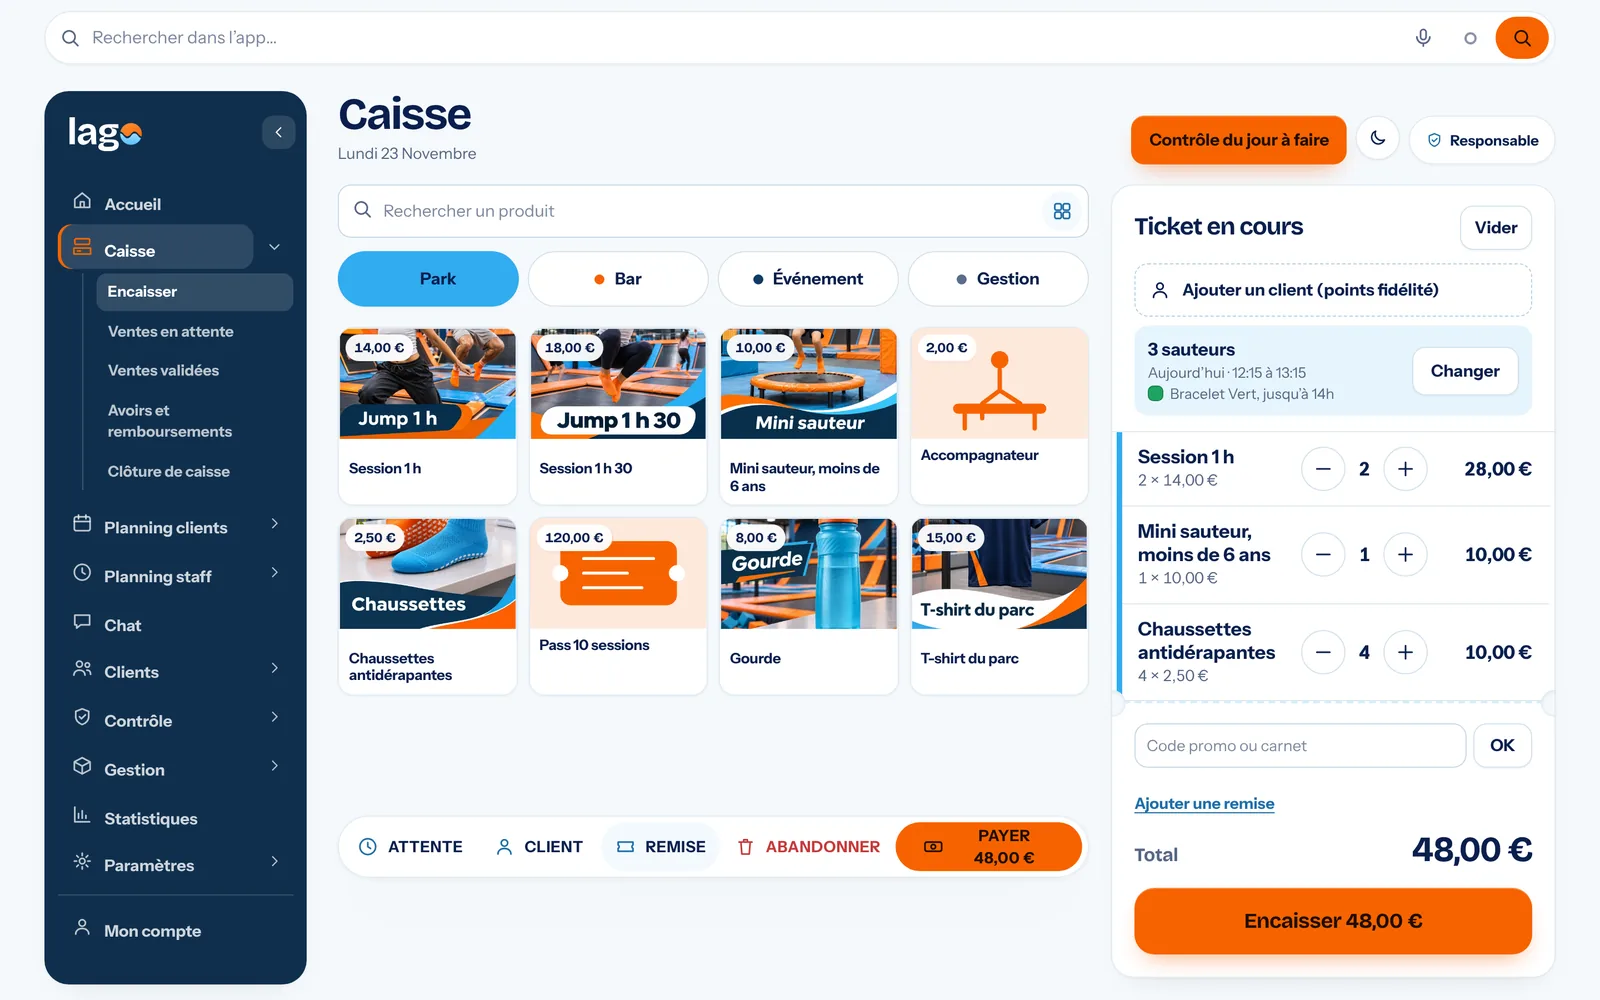 Rechercher dans l'app...
lago
Accueil
Caisse
Encaisser
Ventes en attente
Ventes validées
Avoirs et
remboursements
Clôture de caisse
Planning clients
Planning staff
Chat
Clients
Contrôle
Gestion
Statistiques
Paramètres
Mon compte
Caisse
Lundi 23 Novembre
Contrôle du jour à faire
Responsable
Rechercher un produit
Park
Bar
Événement
Gestion
14,00 €
Jump 1 h
Session 1 h
18,00 €
Jump 1 h 30
Session 1 h 30
10,00 €
Mini sauteur
Mini sauteur, moins de
6 ans
2,00 €
Accompagnateur
2,50 €
Chaussettes
Chaussettes
antidérapantes
120,00 €
Pass 10 sessions
8,00 €
Gourde
Gourde
15,00 €
T-shirt du parc
T-shirt du parc
ATTENTE
CLIENT
REMISE
ABANDONNER
PAYER
48,00 €
Ticket en cours
Vider
Ajouter un client (points fidélité)
3 sauteurs
Aujourd'hui · 12:15 à 13:15
Bracelet Vert, jusqu'à 14h
Changer
Session 1 h
2 × 14,00 €
2
28,00 €
Mini sauteur,
moins de 6 ans
1 × 10,00 €
1
10,00 €
Chaussettes
antidérapantes
4 × 2,50 €
4
10,00 €
Code promo ou carnet
OK
Ajouter une remise
Total
48,00 €
Encaisser 48,00 €